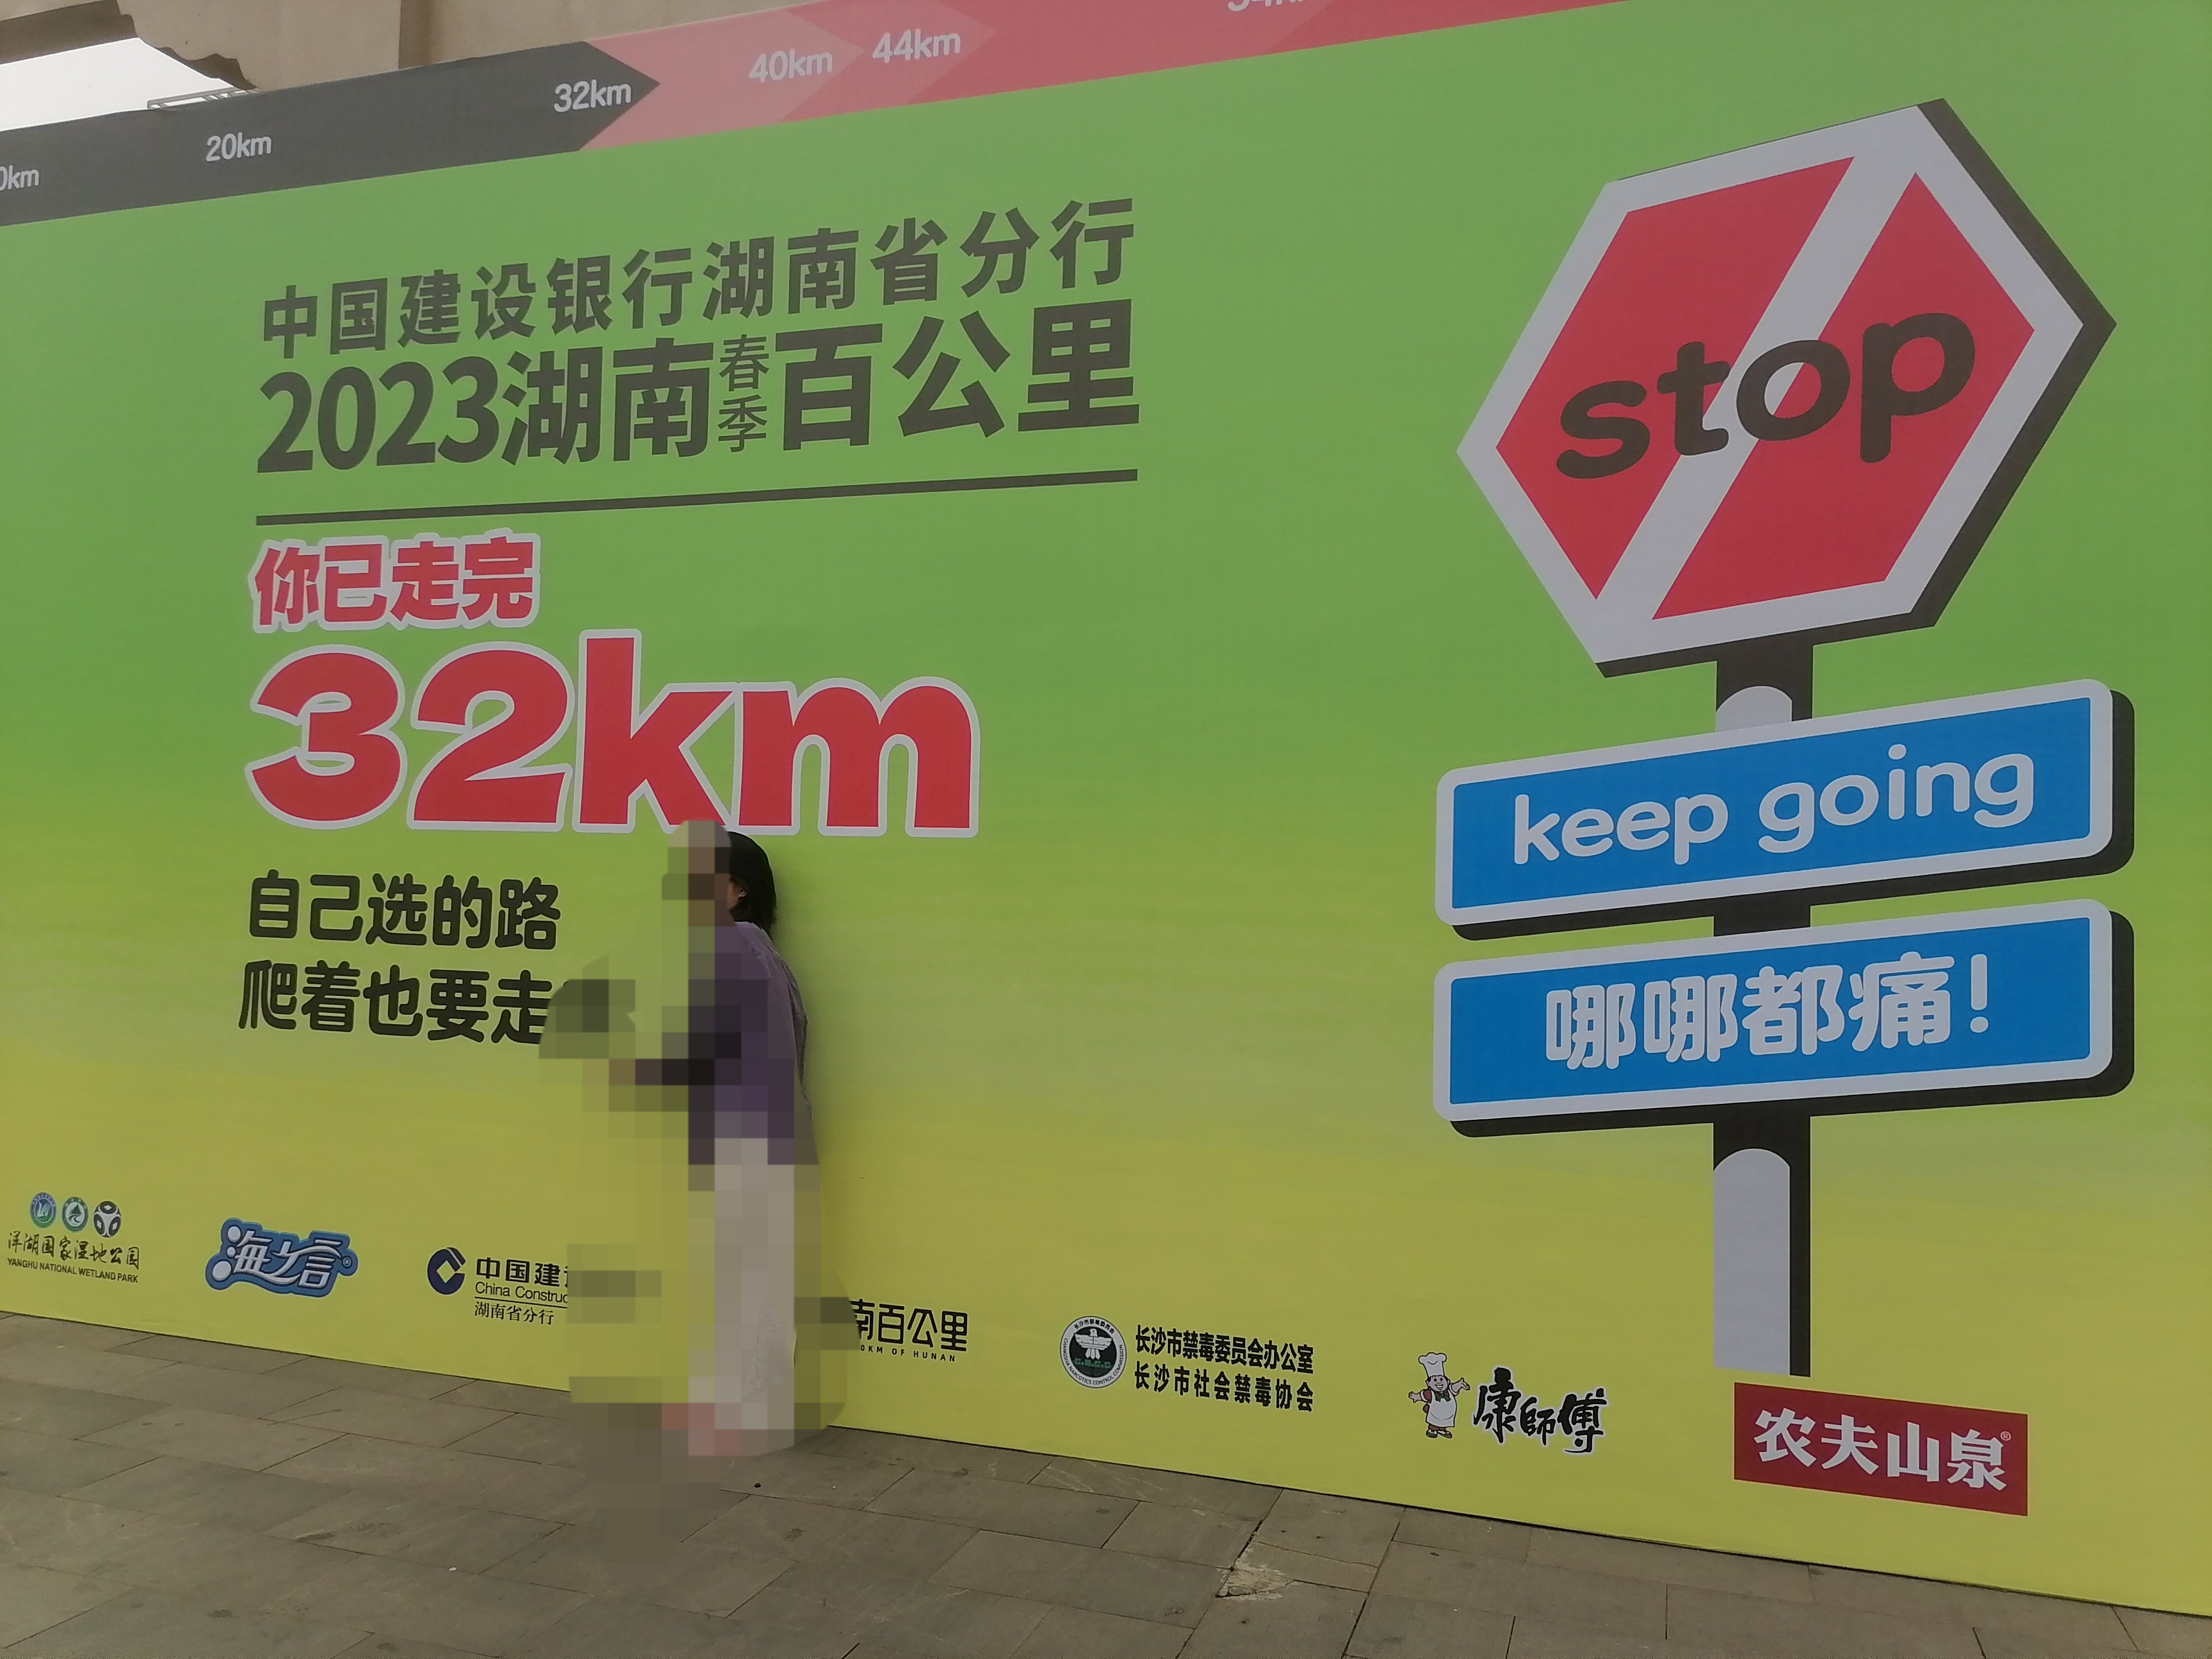 20km
32km
40km
44km
中国建设银行湖南省分行
2023湖南春季百公里
你已走完
32km
自己选的路
爬着也要走
stop
keep going
哪哪都痛!
洋湖国家湿地公园
YANGHU NATIONAL WETLAND PARK
海之言
中国建
China
湖南省分行
南百公里
OF HUNAN
长沙市禁毒委员会办公室
长沙市社会禁毒协会
康師傅
农夫山泉